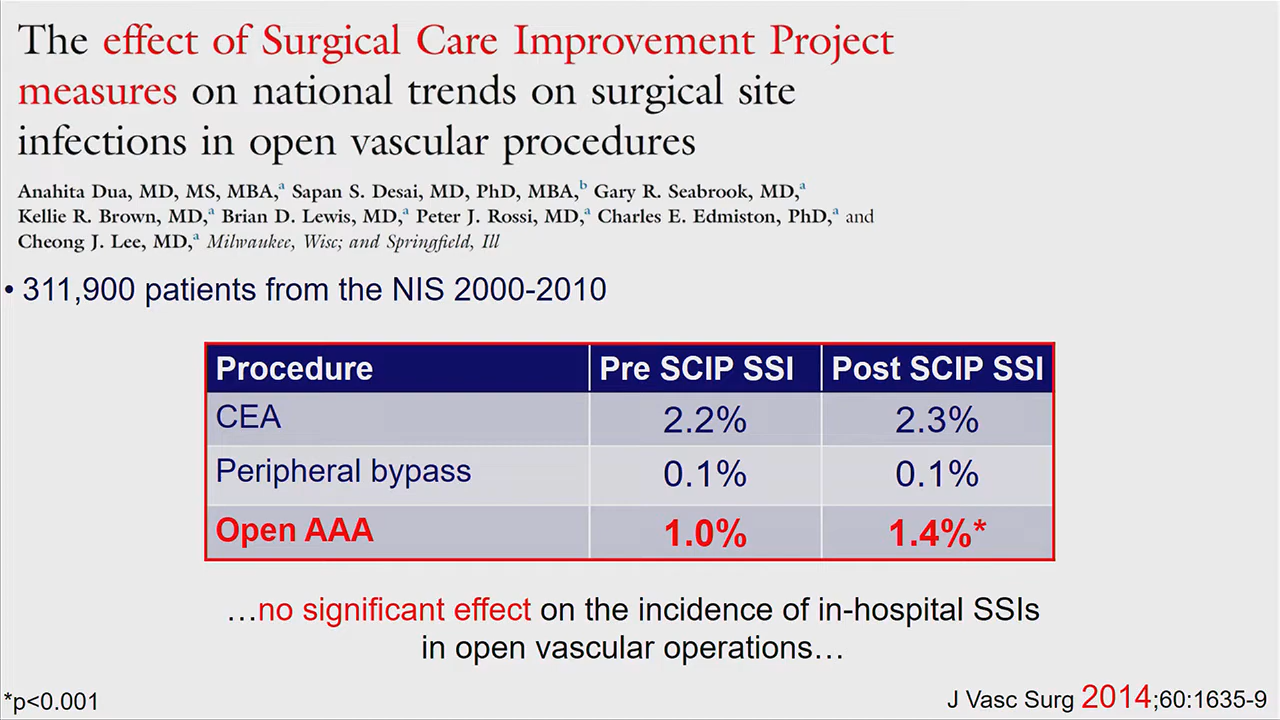 The effect of Surgical Care Improvement Project
measures on national trends on surgical site
infections in open vascular procedures
Anahita Dua, MD, MS, MBA,a Sapan S. Desai, MD, PhD, MBA,b Gary R. Seabrook, MD,a
Kellie R. Brown, MD,a Brian D. Lewis, MD,a Peter J. Rossi, MD,a Charles E. Edmiston, PhD,a and
Cheong J. Lee, MD,a Milwaukee, Wisc; and Springfield, Ill
• 311,900 patients from the NIS 2000-2010
Procedure Pre SCIP SSI Post SCIP SSI
CEA 2.2% 2.3%
Peripheral bypass 0.1% 0.1%
Open AAA 1.0% 1.4%*
…no significant effect on the incidence of in-hospital SSIs
in open vascular operations…
*p<0.001
J Vasc Surg 2014;60:1635-9